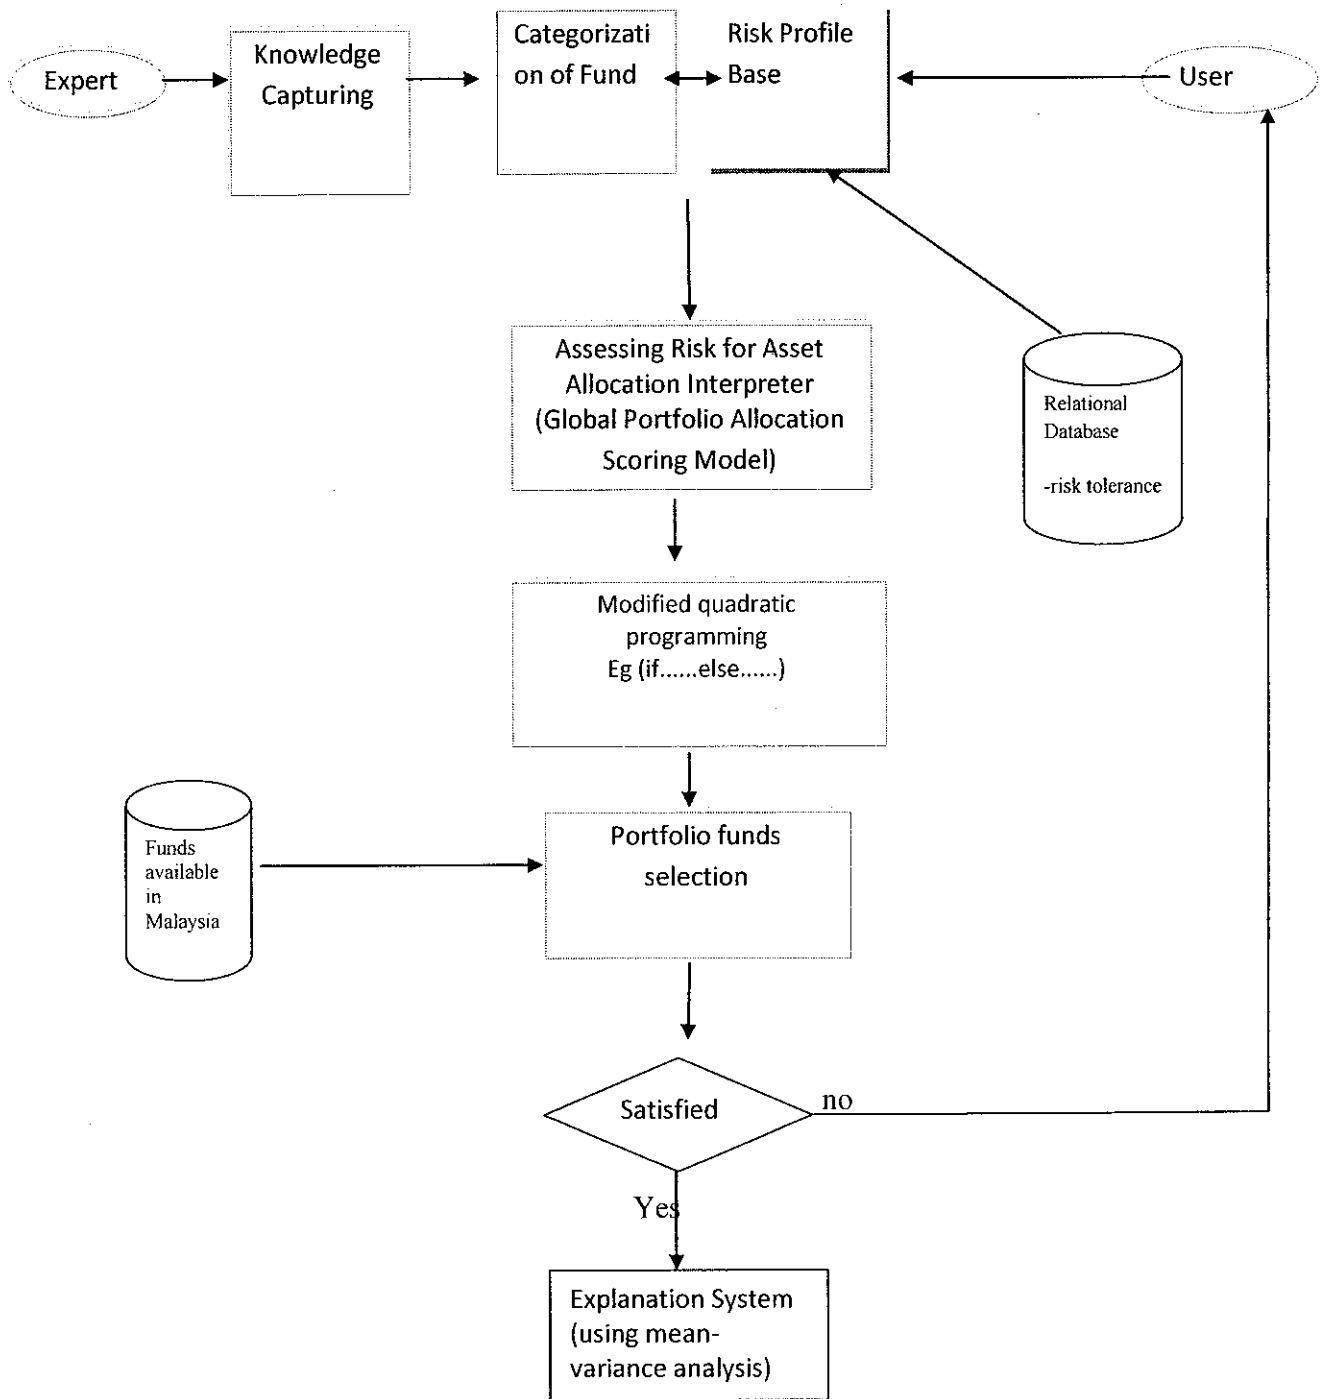 Expert
Knowledge
Capturing
Categorizati
on of Fund
Risk Profile
Base
User
Assessing Risk for Asset
Allocation Interpreter
(Global Portfolio Allocation
Scoring Model)
Relational
Database
-risk tolerance
Modified quadratic
programming
Eg (if......else......)
Funds
available
in
Malaysia
Portfolio funds
selection
Satisfied
no
Yes
Explanation System
(using mean-
variance analysis)